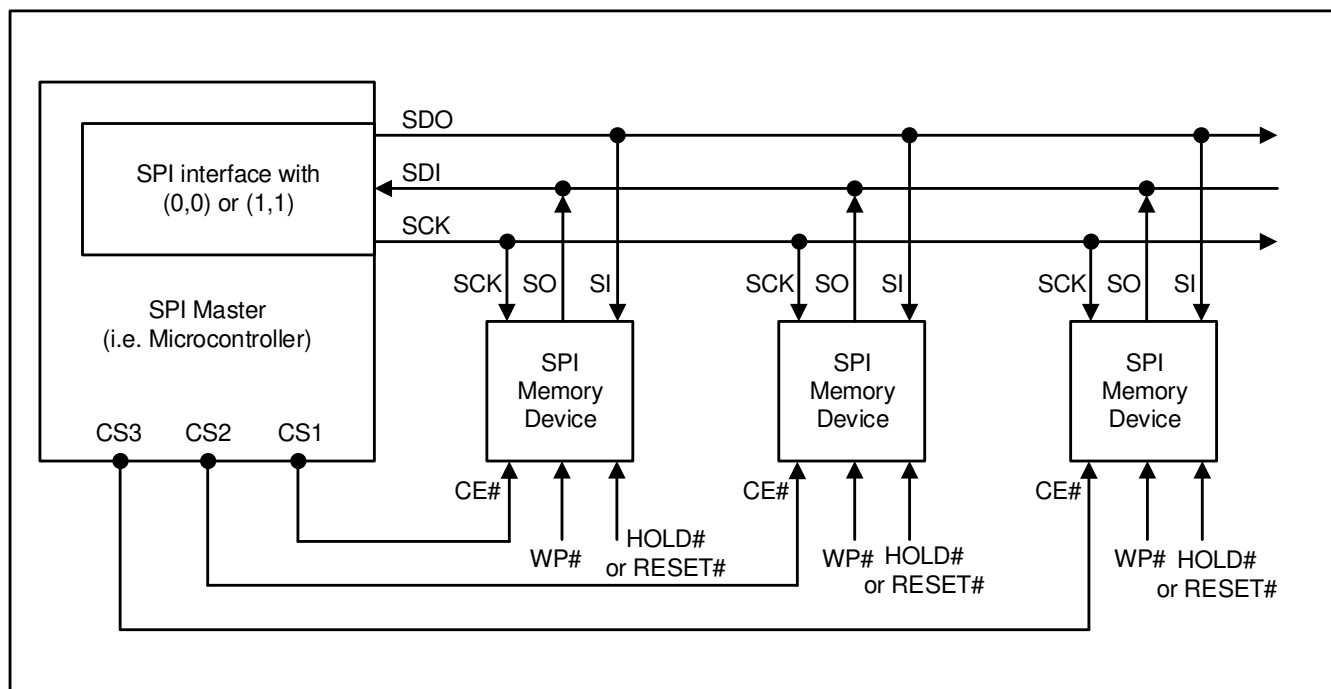 SDO
SPI interface with
(0,0) or (1,1)
SDI
SCK
SPI Master
(i.e. Microcontroller)
SCK
SO
SI
SCK
SO
SI
SCK
SO
SI
SPI
Memory
Device
SPI
Memory
Device
SPI
Memory
Device
CS3
CS2
CS1
CE#
WP#
HOLD#
or RESET#
CE#
WP#
HOLD#
or RESET#
CE#
WP#
HOLD#
or RESET#